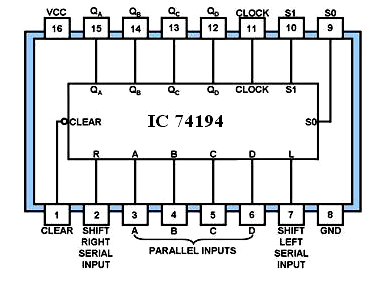 VCC QA QB QC QD CLOCK S1 S0
16 15 14 13 12 11 10 9
QA QB QC QD CLOCK S1
CLEAR IC 74194 S0
R A B C D L
1 2 3 4 5 6 7 8
CLEAR SHIFT RIGHT SERIAL INPUT A B C D SHIFT LEFT SERIAL INPUT GND
PARALLEL INPUTS